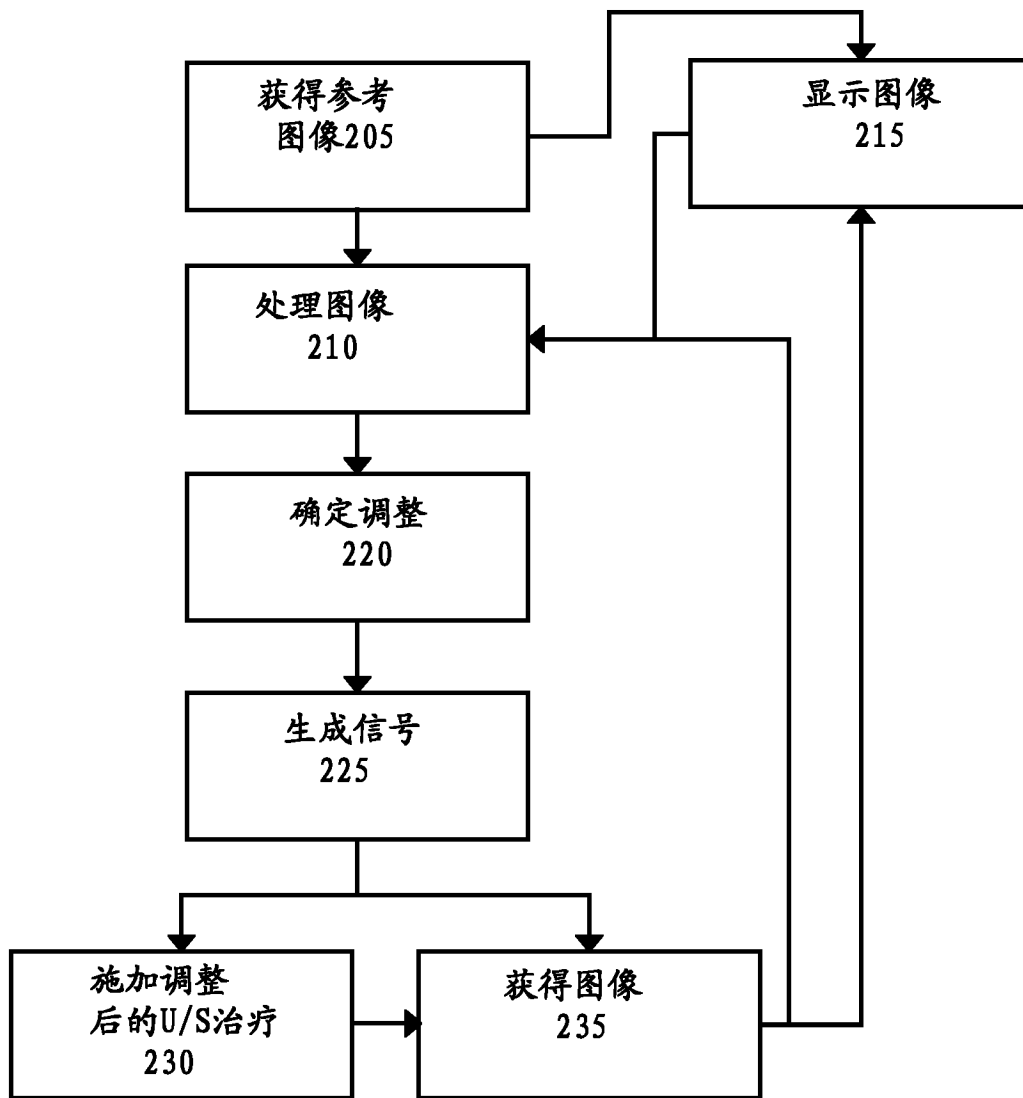 获得参考
图像205
显示图像
215
处理图像
210
确定调整
220
生成信号
225
施加调整
后的U/S治疗
230
获得图像
235